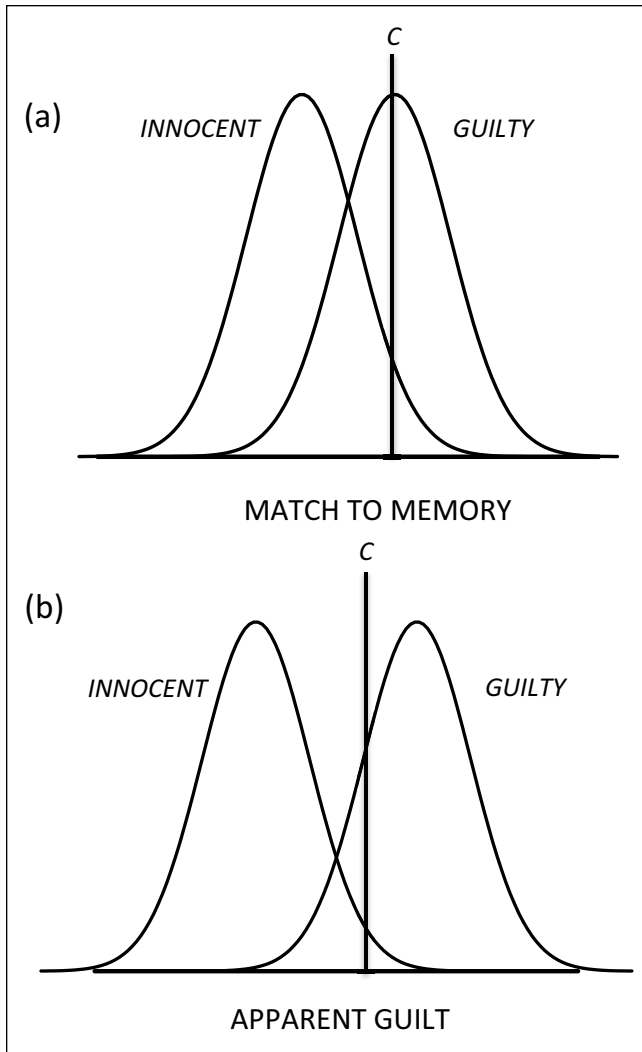 C
(a)
INNOCENT GUILTY
MATCH TO MEMORY
C
(b)
INNOCENT GUILTY
APPARENT GUILT